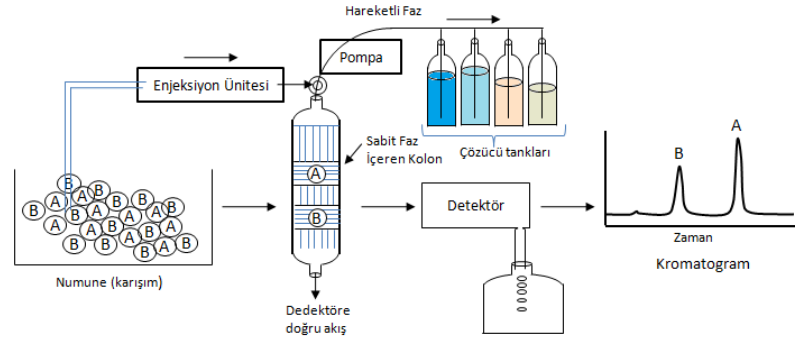 Hareketli Faz
Pompa
Enjeksiyon Ünitesi
Sabit Faz
İçeren Kolon
Çözücü tankları
A
B
A
B
Detektör
B
A
B
B
B
A
B
B
A
B
A
B
A
B
A
B
A
B
A
B
B
A
B
A
B
Zaman
Kromatogram
Numune (karışım)
Dedektöre
doğru akış